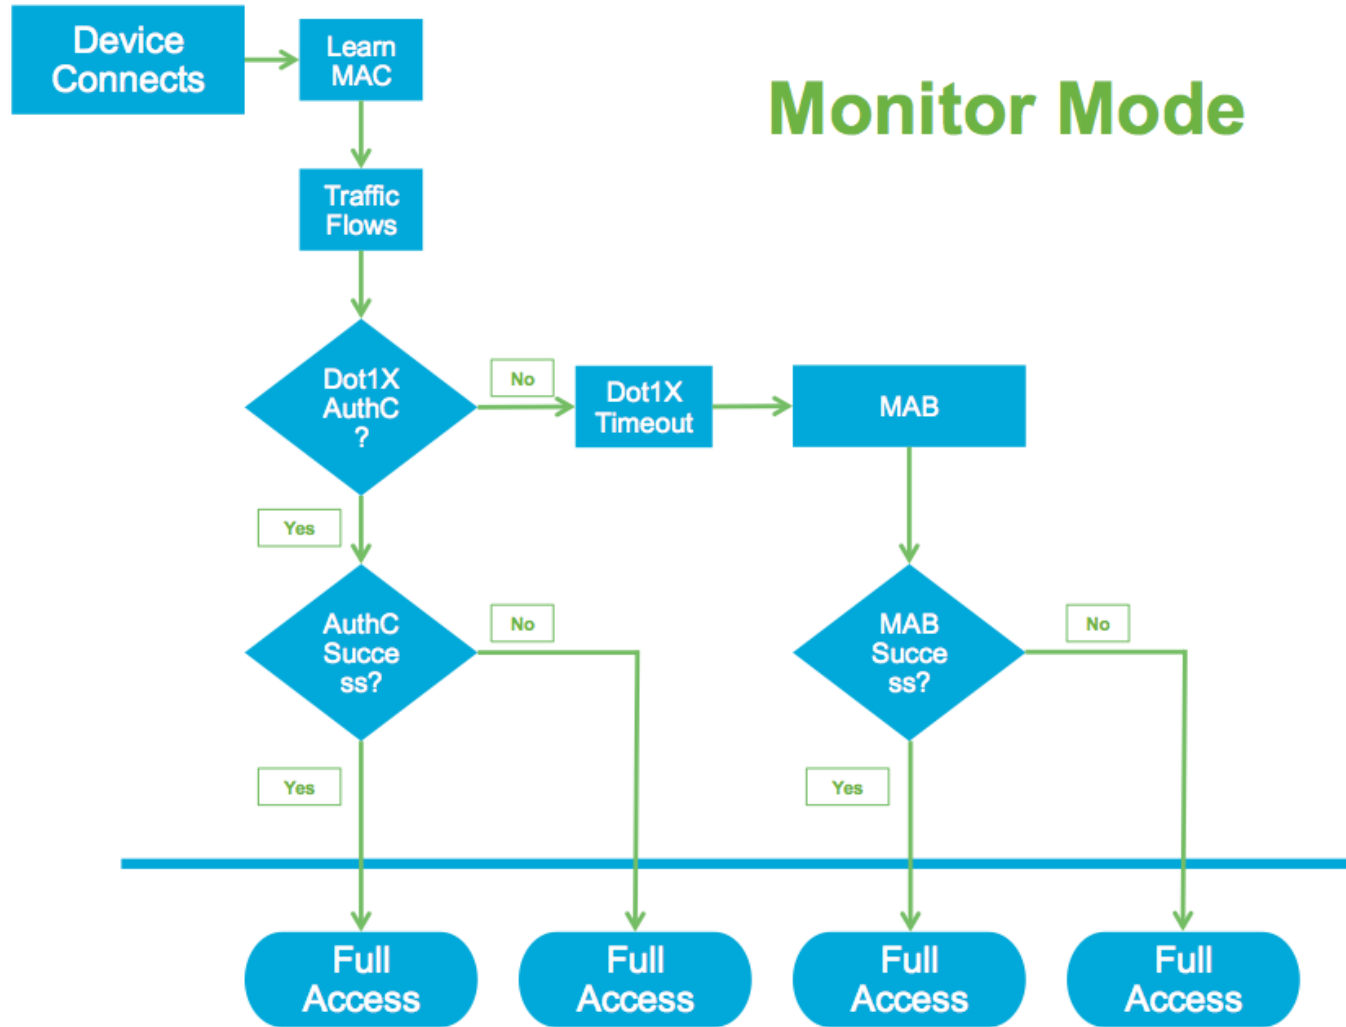 Device
Connects
Learn
MAC
Monitor Mode
Traffic
Flows
Dot1X
AuthC
?
No
Dot1X
Timeout
MAB
Yes
AuthC
Succe
ss?
No
MAB
Succe
ss?
No
Yes
Yes
Full
Access
Full
Access
Full
Access
Full
Access